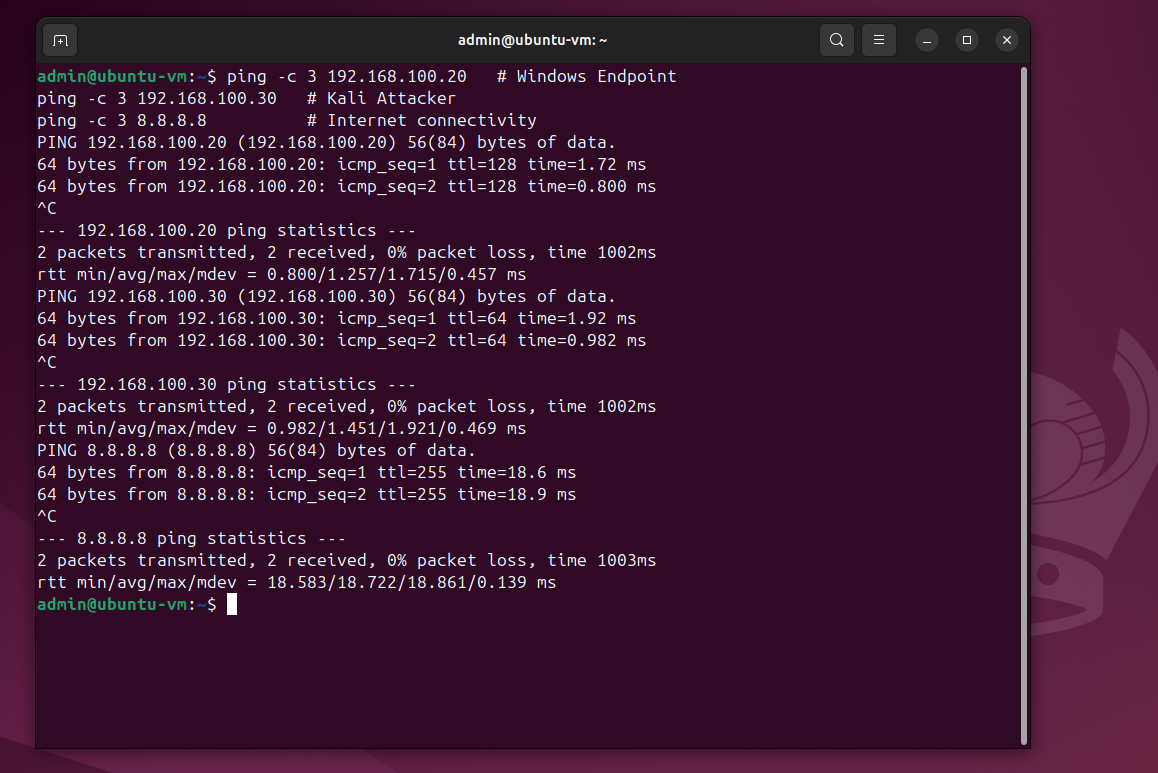 admin@ubuntu-vm: ~
admin@ubuntu-vm:~$ ping -c 3 192.168.100.20   # Windows Endpoint
ping -c 3 192.168.100.30   # Kali Attacker
ping -c 3 8.8.8.8          # Internet connectivity
PING 192.168.100.20 (192.168.100.20) 56(84) bytes of data.
64 bytes from 192.168.100.20: icmp_seq=1 ttl=128 time=1.72 ms
64 bytes from 192.168.100.20: icmp_seq=2 ttl=128 time=0.800 ms
^C
--- 192.168.100.20 ping statistics ---
2 packets transmitted, 2 received, 0% packet loss, time 1002ms
rtt min/avg/max/mdev = 0.800/1.257/1.715/0.457 ms
PING 192.168.100.30 (192.168.100.30) 56(84) bytes of data.
64 bytes from 192.168.100.30: icmp_seq=1 ttl=64 time=1.92 ms
64 bytes from 192.168.100.30: icmp_seq=2 ttl=64 time=0.982 ms
^C
--- 192.168.100.30 ping statistics ---
2 packets transmitted, 2 received, 0% packet loss, time 1002ms
rtt min/avg/max/mdev = 0.982/1.451/1.921/0.469 ms
PING 8.8.8.8 (8.8.8.8) 56(84) bytes of data.
64 bytes from 8.8.8.8: icmp_seq=1 ttl=255 time=18.6 ms
64 bytes from 8.8.8.8: icmp_seq=2 ttl=255 time=18.9 ms
^C
--- 8.8.8.8 ping statistics ---
2 packets transmitted, 2 received, 0% packet loss, time 1003ms
rtt min/avg/max/mdev = 18.583/18.722/18.861/0.139 ms
admin@ubuntu-vm:~$